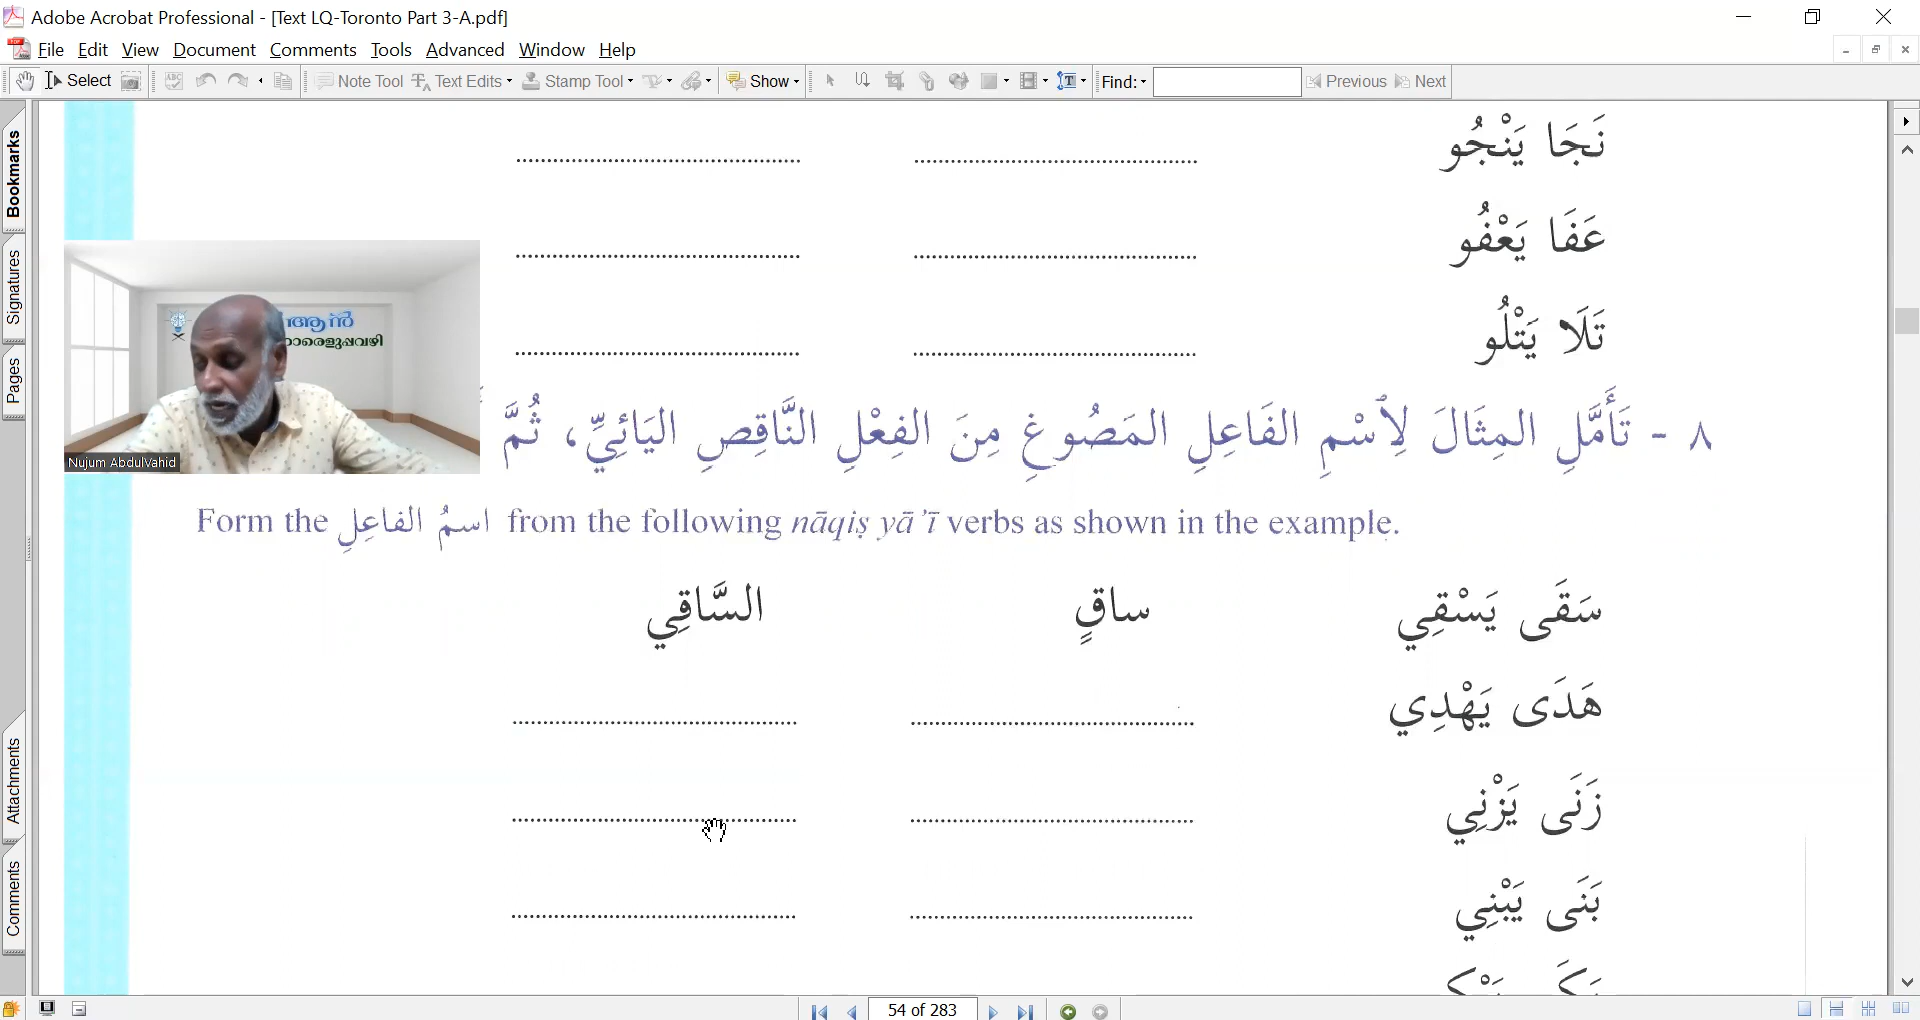 Adobe Acrobat Professional - [Text LQ-Toronto Part 3-A.pdf]
File Edit View Document Comments Tools Advanced Window Help
Select Note Tool Text Edits Stamp Tool Show Find: Previous Next
Bookmarks
Signatures
Pages
Attachments
Comments
نَجَا يَنْجُو
عَفَا يَعْفُو
تَلَا يَتْلُو
Nujum AbdulVahid
٨ - تَأَمَّلِ المِثَالَ لِاسْمِ الفَاعِلِ المَصُوغِ مِنَ الفِعْلِ النَّاقِصِ اليَائِيِّ، ثُمَّ
Form the اسمُ الفاعِلِ from the following nāqiṣ yā'ī verbs as shown in the example.
سَقَى يَسْقِي ساقٍ السَّاقِي
هَدَى يَهْدِي
زَنَى يَزْنِي
بَنَى يَبْنِي
54 of 283